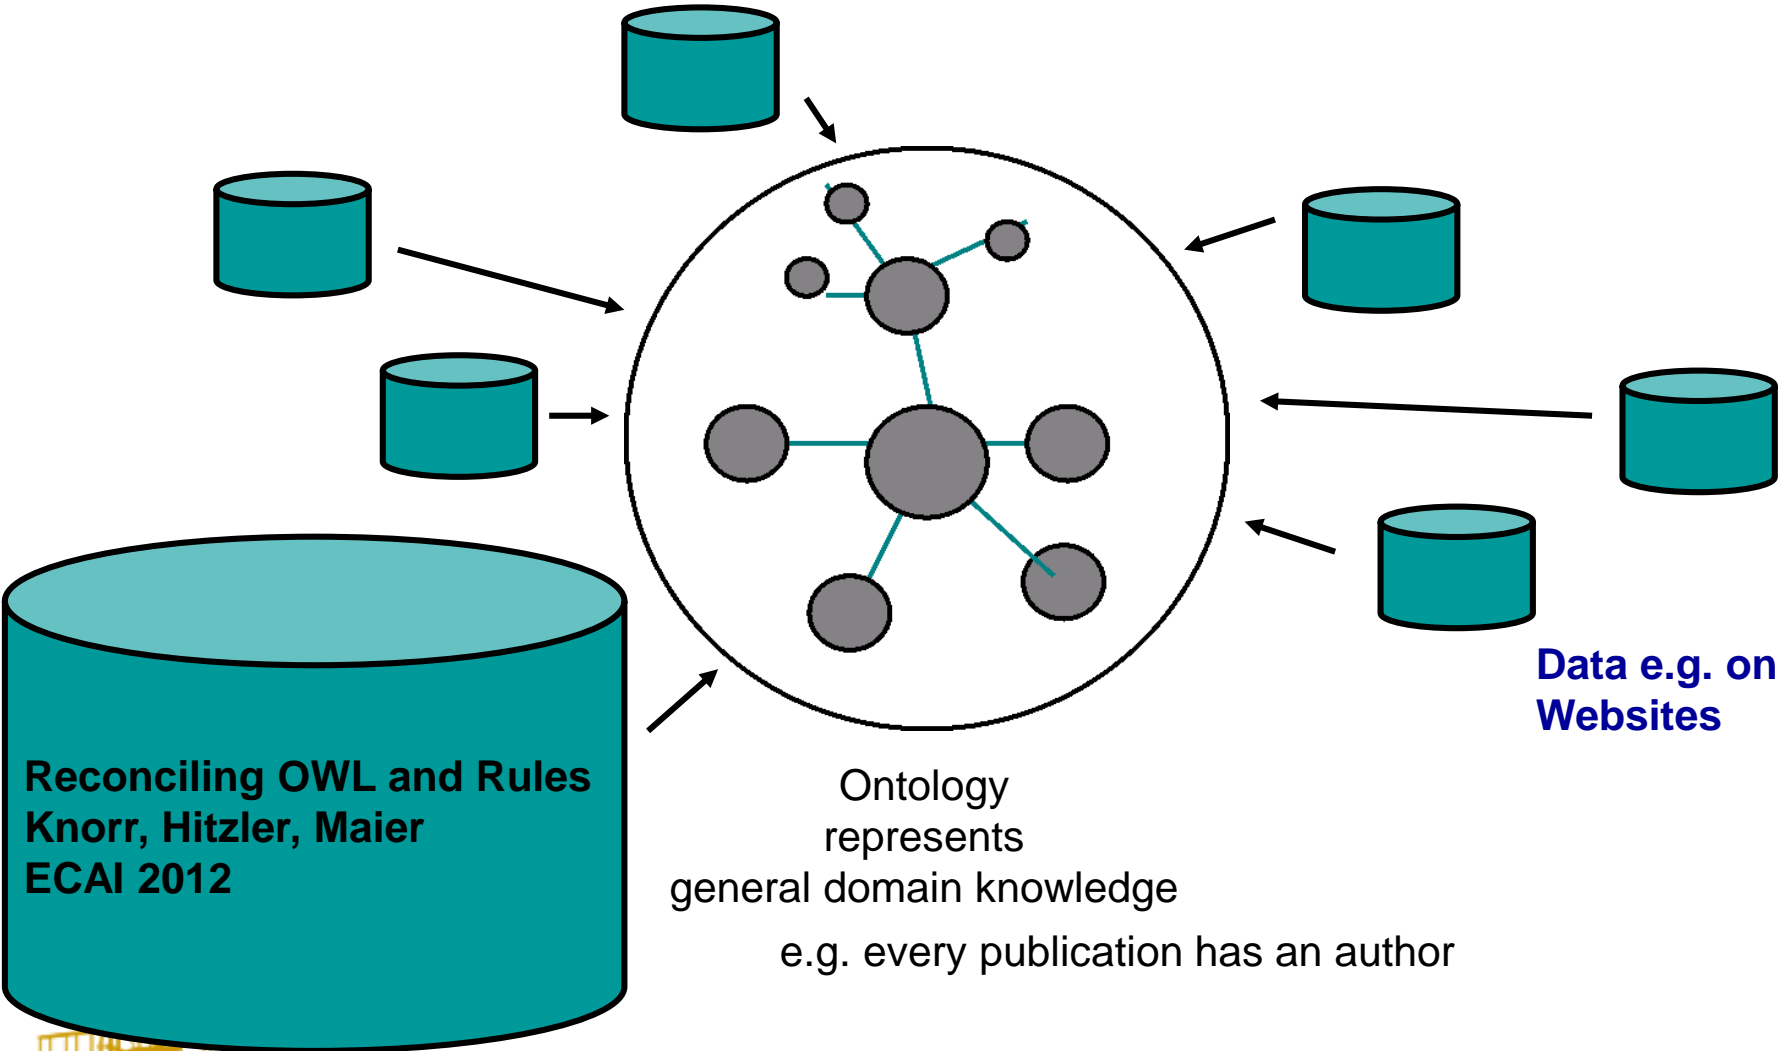 Data e.g. on
Websites
Reconciling OWL and Rules
Knorr, Hitzler, Maier
ECAI 2012
Ontology
represents
general domain knowledge
e.g. every publication has an author